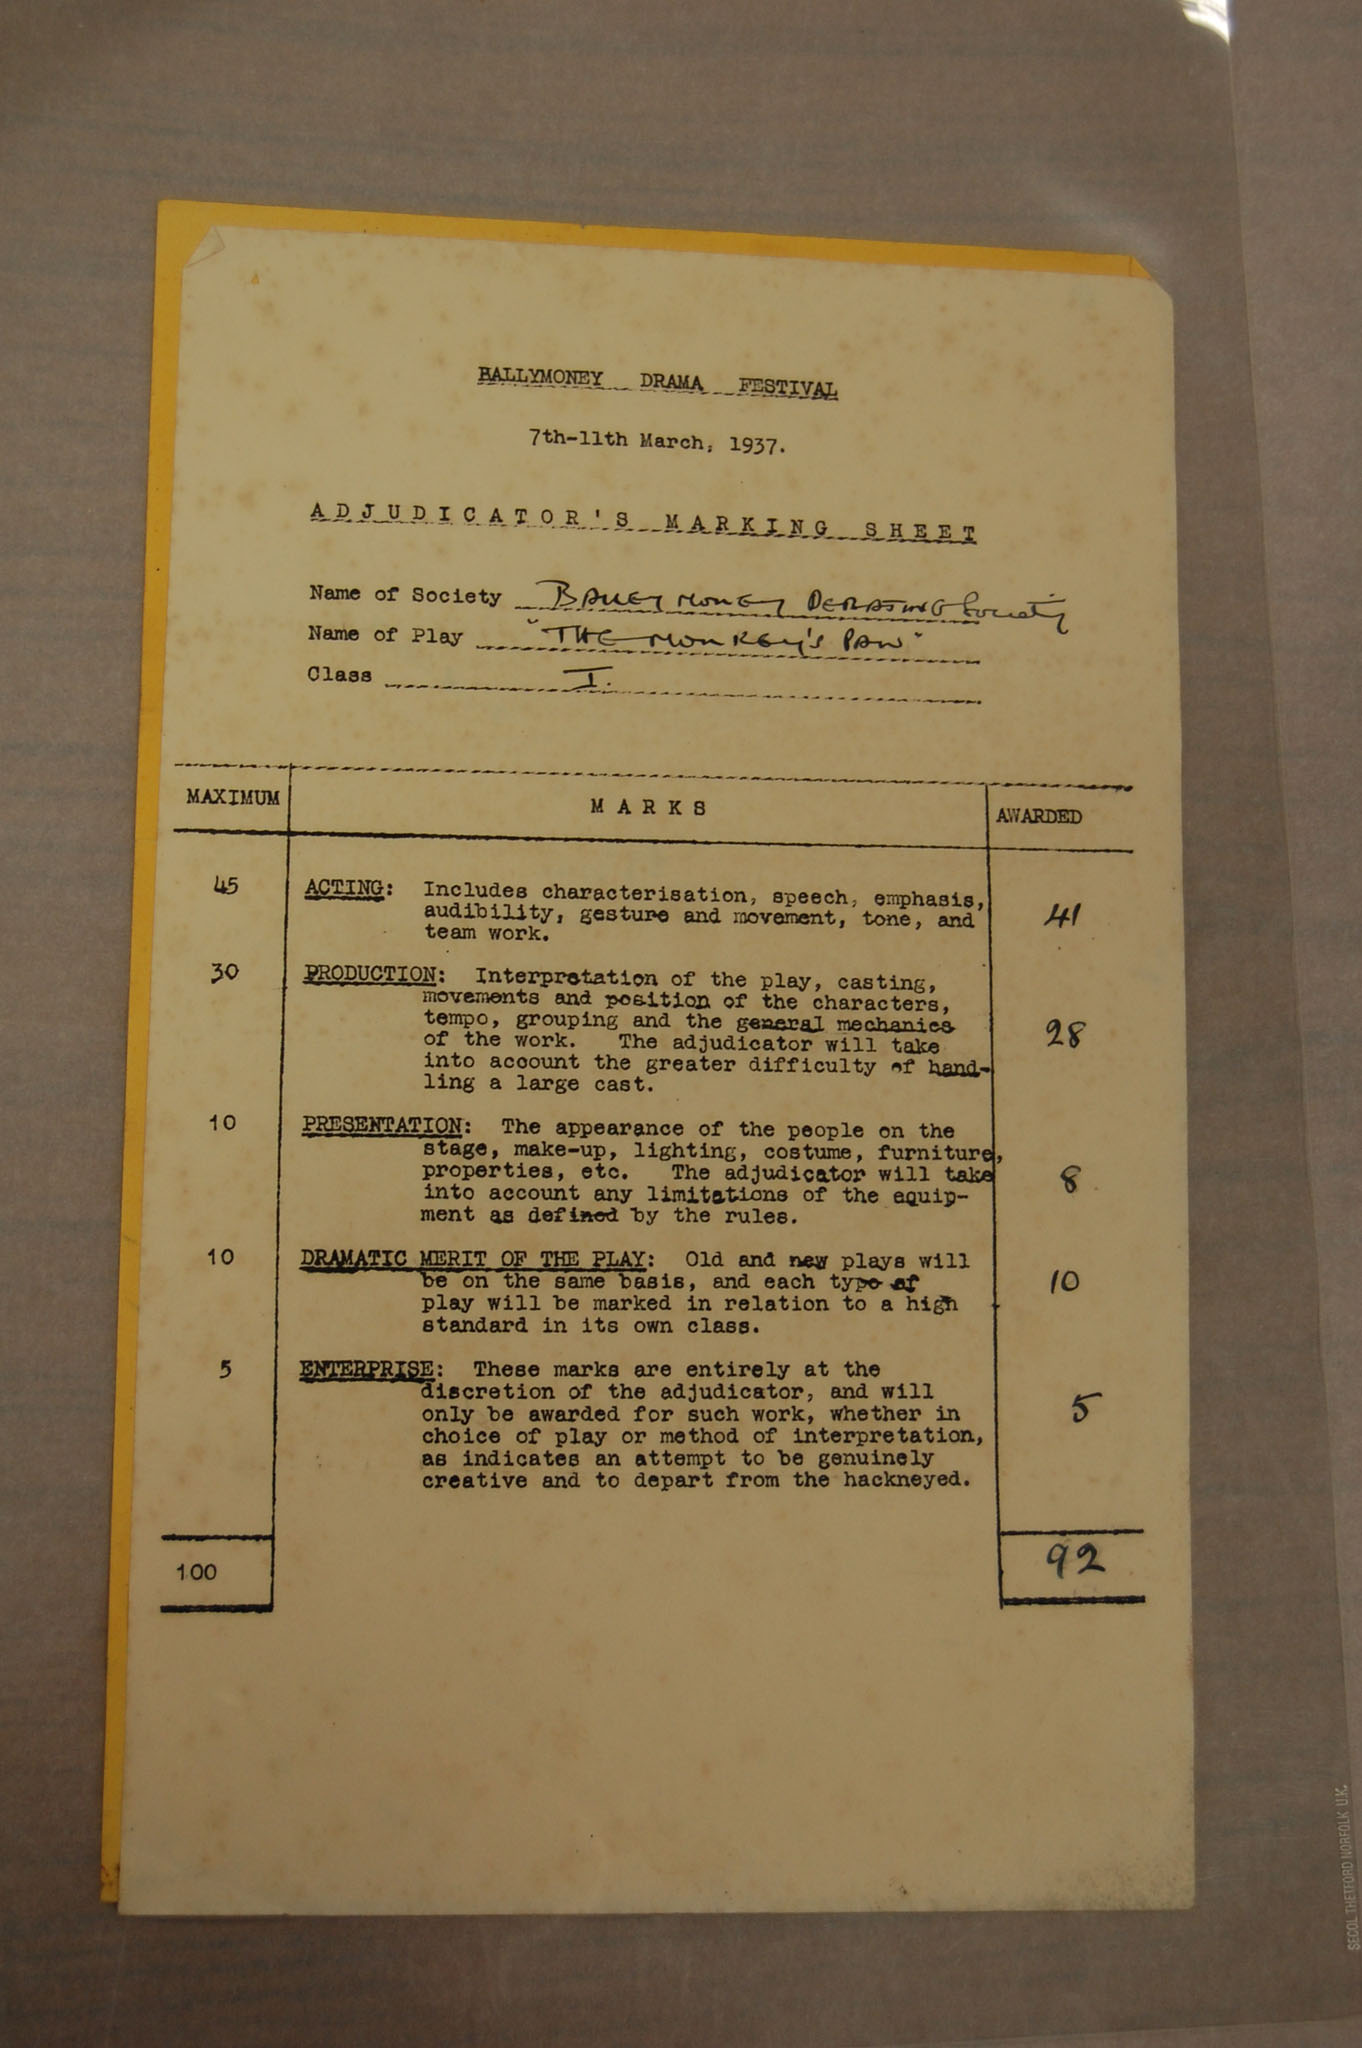 BALLYMONEY DRAMA FESTIVAL
7th-11th March, 1937.
ADJUDICATOR'S MARKING SHEET
Name of Society BALLEY MONEY DEBATING Society
Name of Play "THE MONKEY'S PAW"
Class I.
MAXIMUM MARKS AWARDED
45 ACTING: Includes characterisation, speech, emphasis,
audibility, gesture and movement, tone, and 41
team work.
30 PRODUCTION: Interpretation of the play, casting,
movements and position of the characters,
tempo, grouping and the general mechanics 28
of the work. The adjudicator will take
into account the greater difficulty of hand-
ling a large cast.
10 PRESENTATION: The appearance of the people on the
stage, make-up, lighting, costume, furniture,
properties, etc. The adjudicator will take 8
into account any limitations of the equip-
ment as defined by the rules.
10 DRAMATIC MERIT OF THE PLAY: Old and new plays will
be on the same basis, and each type of 10
play will be marked in relation to a high
standard in its own class.
5 ENTERPRISE: These marks are entirely at the
discretion of the adjudicator, and will
only be awarded for such work, whether in 5
choice of play or method of interpretation,
as indicates an attempt to be genuinely
creative and to depart from the hackneyed.
100 92
SECOL THETFORD NORFOLK U.K.